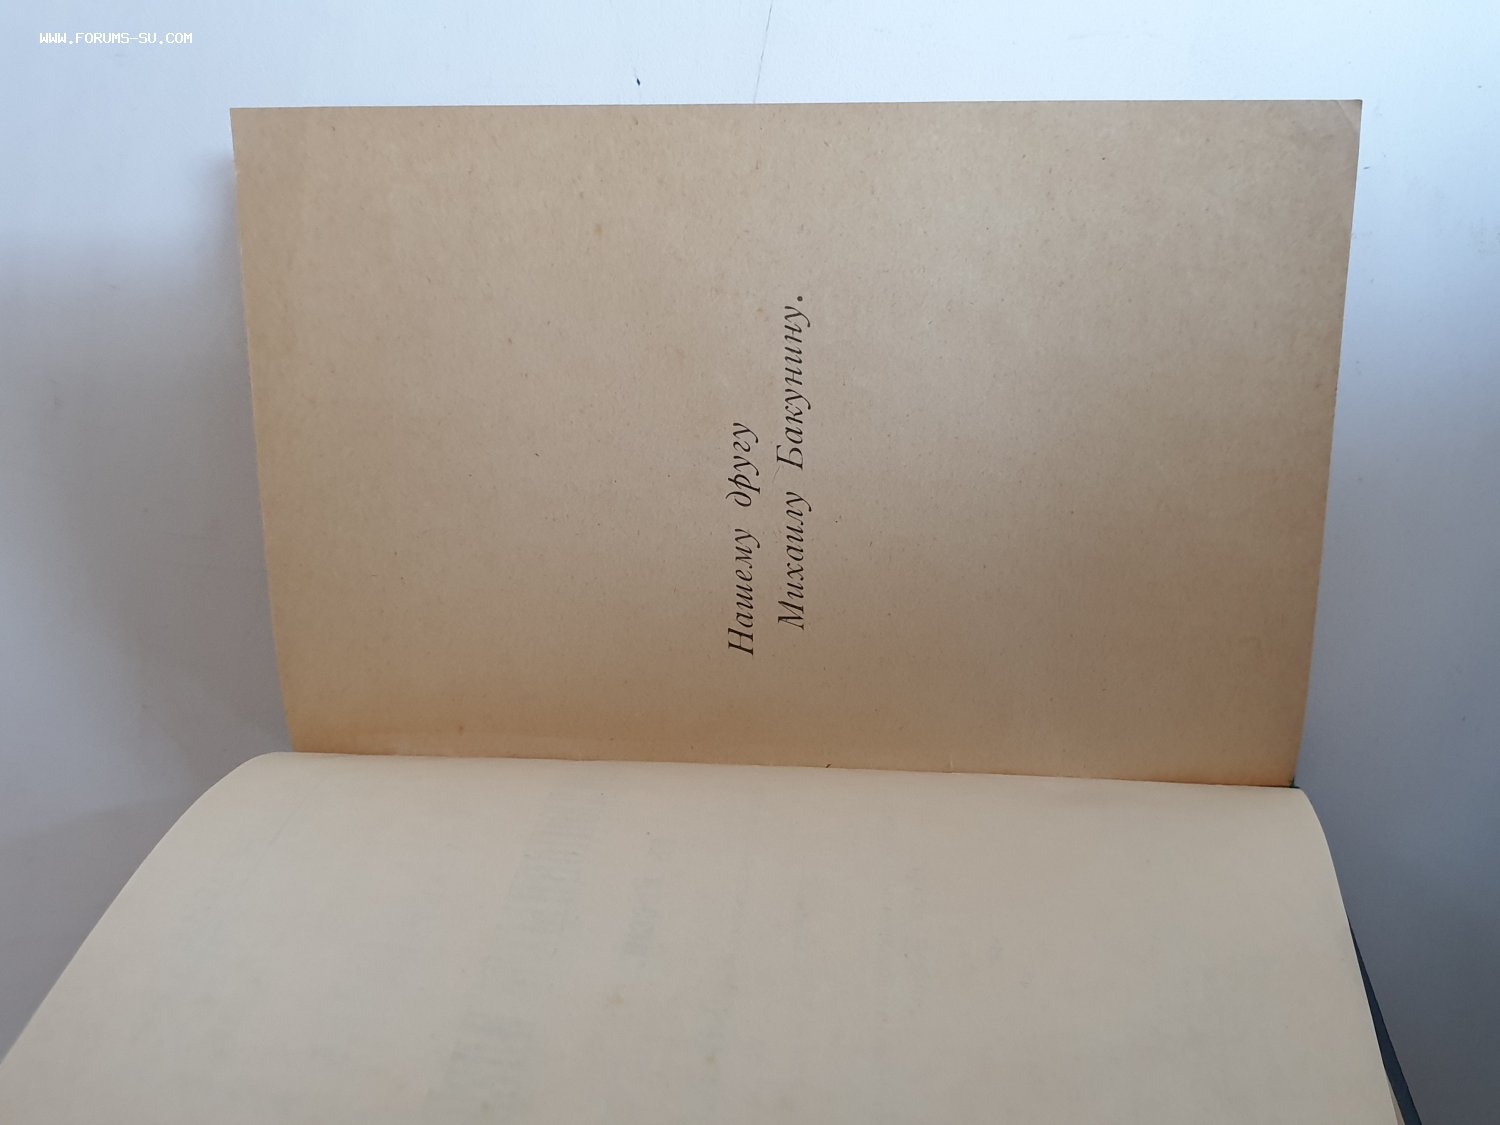 WWW.FORUMS-SU.COM
Нашему другу
Михаилу Бакунину.